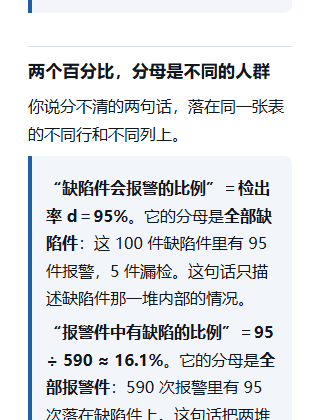 两个百分比，分母是不同的人群
你说分不清的两句话，落在同一张表
的不同行和不同列上。
“缺陷件会报警的比例” = 检出
率 d = 95%。它的分母是全部缺
陷件：这 100 件缺陷件里有 95
件报警，5 件漏检。这句话只描
述缺陷件那一堆内部的情况。
“报警件中有缺陷的比例” = 95
÷ 590 ≈ 16.1%。它的分母是全
部报警件：590 次报警里有 95
次落在缺陷件上。这句话把两堆